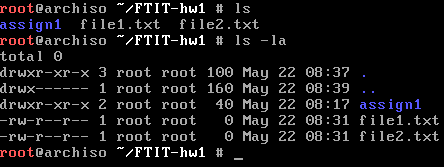 root@archiso ~/FTIT-hw1 # ls
assign1  file1.txt  file2.txt
root@archiso ~/FTIT-hw1 # ls -la
total 0
drwxr-xr-x 3 root root 100 May 22 08:37 .
drwx------ 1 root root 160 May 22 08:39 ..
drwxr-xr-x 2 root root  40 May 22 08:17 assign1
-rw-r--r-- 1 root root   0 May 22 08:31 file1.txt
-rw-r--r-- 1 root root   0 May 22 08:31 file2.txt
root@archiso ~/FTIT-hw1 # _